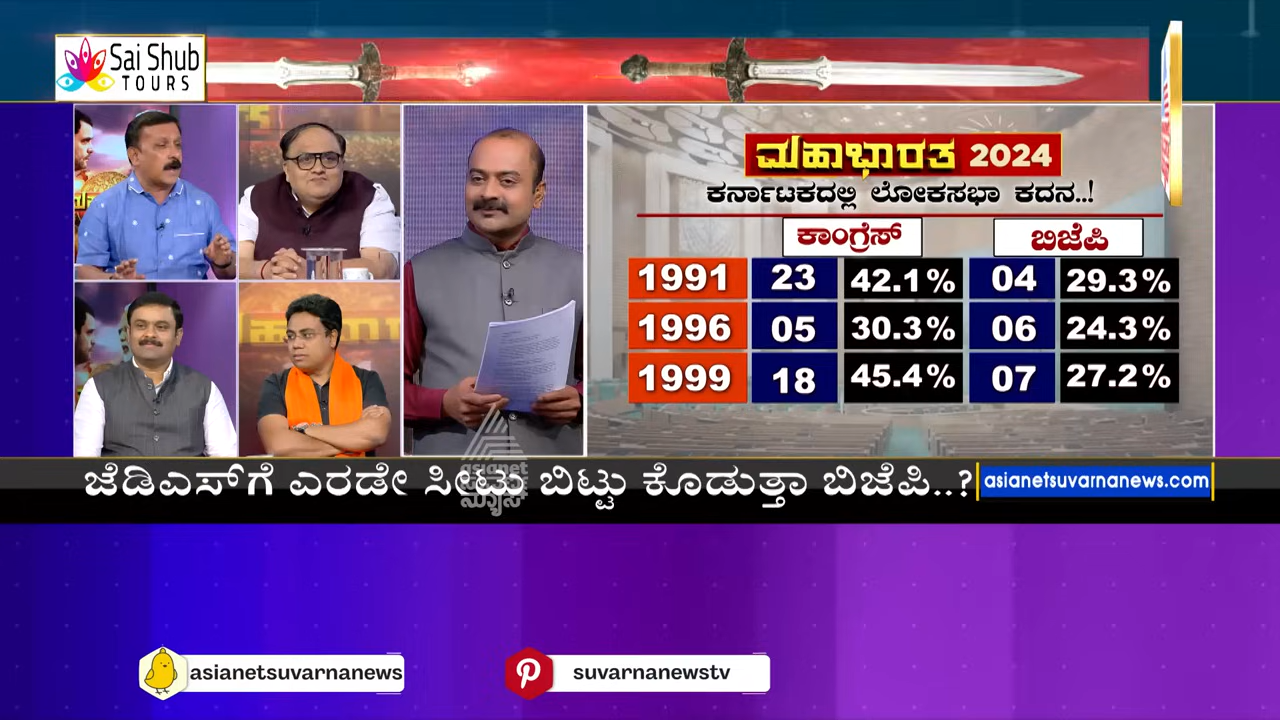 Sai Shub
TOURS
ಮಹಾಭಾರತ 2024
ಕರ್ನಾಟಕದಲ್ಲಿ ಲೋಕಸಭಾ ಕದನ..!
ಕಾಂಗ್ರೆಸ್ ಬಿಜೆಪಿ
1991 23 42.1% 04 29.3%
1996 05 30.3% 06 24.3%
1999 18 45.4% 07 27.2%
ಜೆಡಿಎಸ್‌ಗೆ ಎರಡೇ ಸೀಟು ಬಿಟ್ಟು ಕೊಡುತ್ತಾ ಬಿಜೆಪಿ..? asianetsuvarnanews.com
asianet
ನ್ಯೂಸ್
asianetsuvarnanews suvarnanewstv